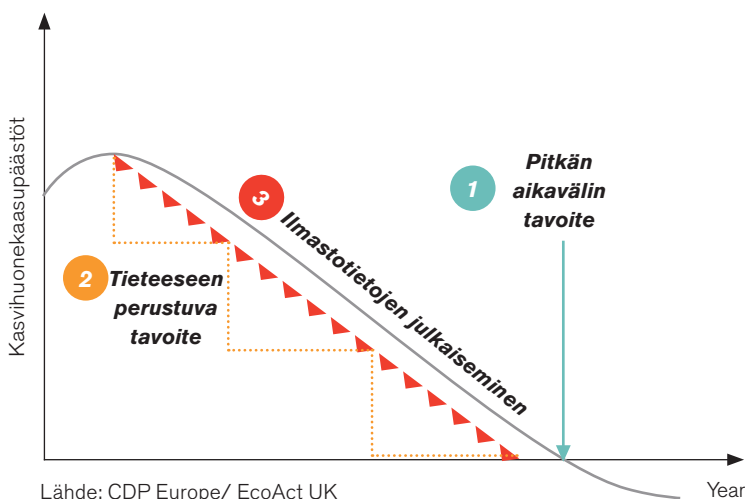 Kasvihuonekaasupäästöt
1
Pitkän
aikavälin
tavoite
3
Ilmastotietojen julkaiseminen
2
Tieteeseen
perustuva
tavoite
Lähde: CDP Europe/ EcoAct UK
Year